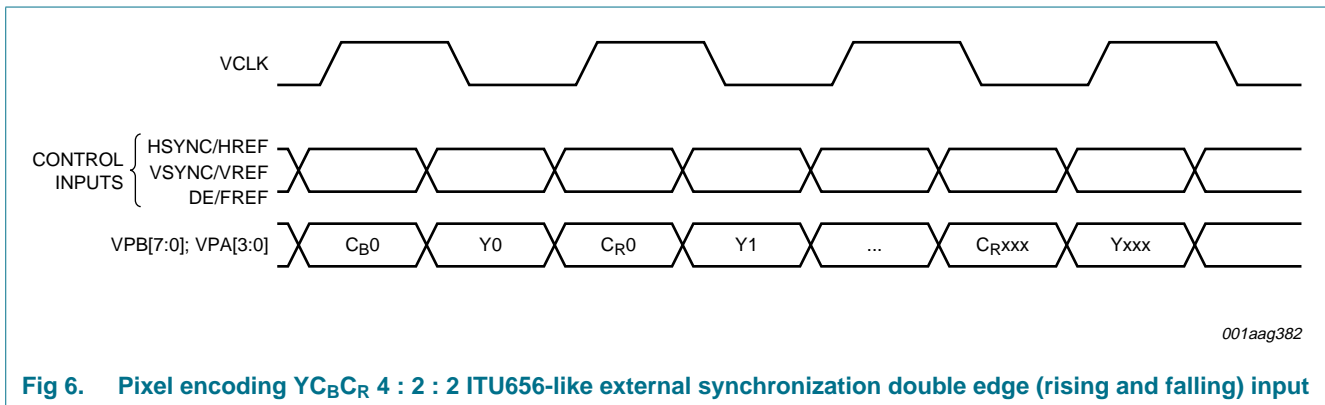 VCLK
CONTROL INPUTS
HSYNC/HREF
VSYNC/VREF
DE/FREF
VPB[7:0]; VPA[3:0]
CB0 Y0 CR0 Y1 ... CRxxx Yxxx
001aag382
Fig 6. Pixel encoding YCBCR 4 : 2 : 2 ITU656-like external synchronization double edge (rising and falling) input